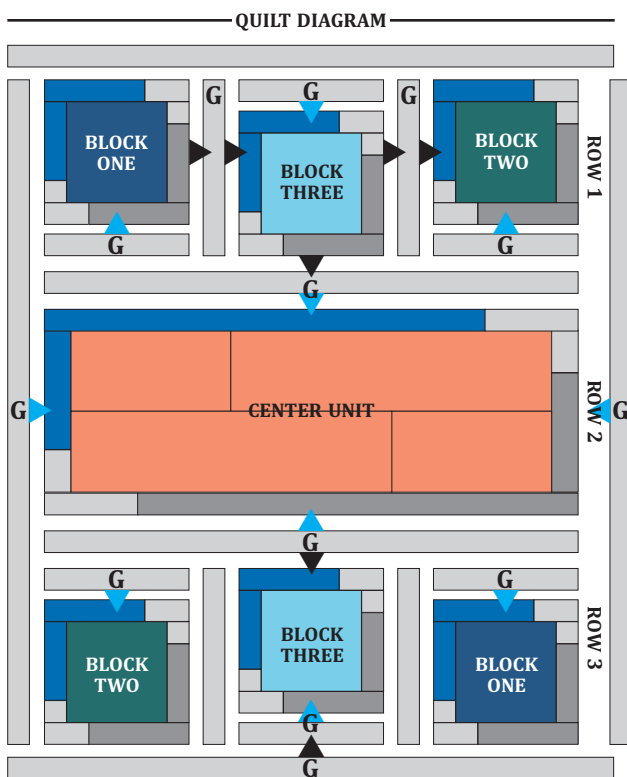 QUILT DIAGRAM
G
G
G
BLOCK
ONE
BLOCK
THREE
BLOCK
TWO
ROW 1
G
G
G
G
CENTER UNIT
ROW 2
G
G
G
G
BLOCK
TWO
BLOCK
THREE
BLOCK
ONE
ROW 3
G
G